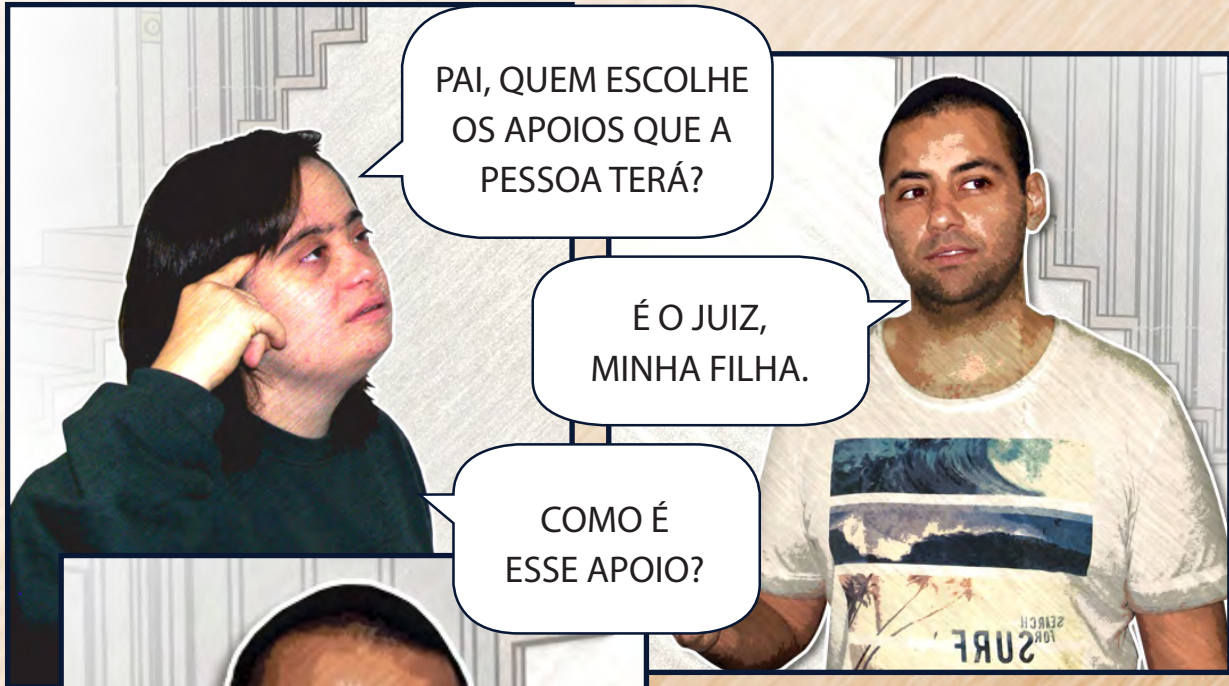 PAI, QUEM ESCOLHE
OS APOIOS QUE A
PESSOA TERÁ?
É O JUIZ,
MINHA FILHA.
COMO É
ESSE APOIO?
SEARCH
FOR
SURF